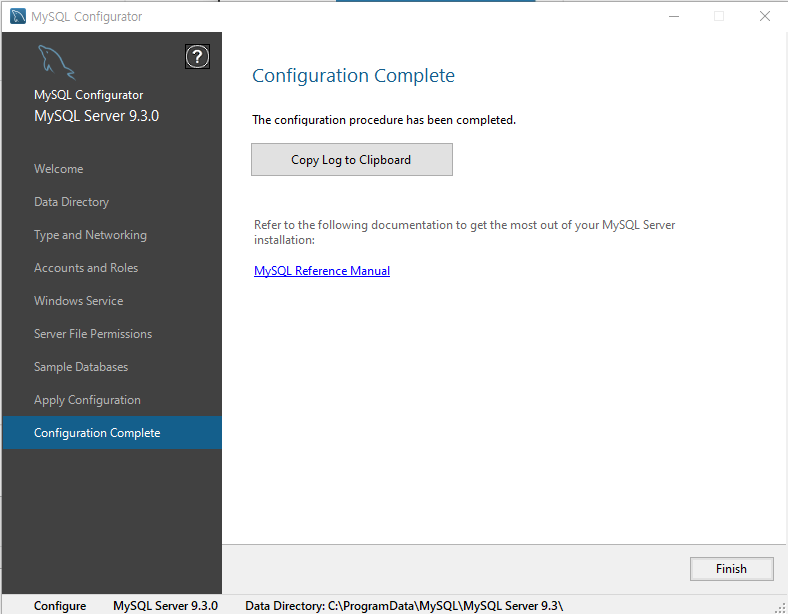 MySQL Configurator
?
MySQL Configurator
MySQL Server 9.3.0
Welcome
Data Directory
Type and Networking
Accounts and Roles
Windows Service
Server File Permissions
Sample Databases
Apply Configuration
Configuration Complete
Configuration Complete
The configuration procedure has been completed.
Copy Log to Clipboard
Refer to the following documentation to get the most out of your MySQL Server
installation:
MySQL Reference Manual
Finish
Configure MySQL Server 9.3.0 Data Directory: C:\ProgramData\MySQL\MySQL Server 9.3\